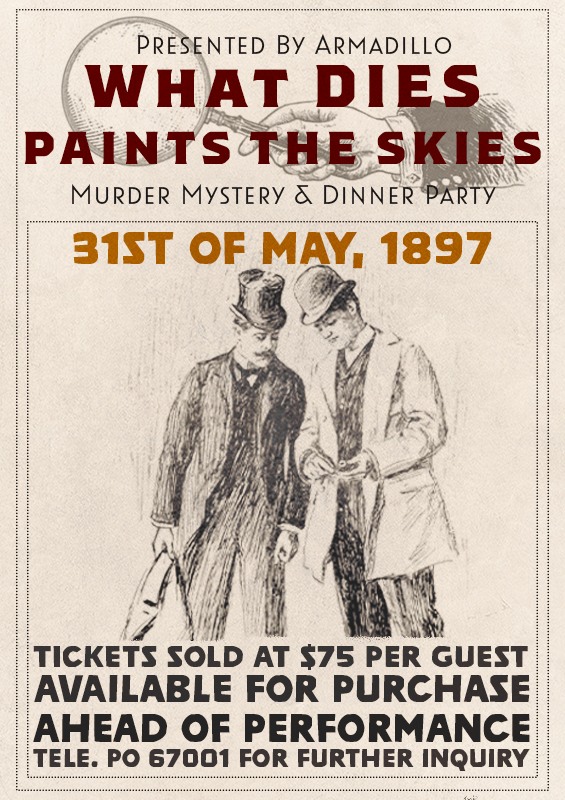 Presented By Armadillo
What Dies
Paints the Skies
Murder Mystery & Dinner Party
31st of May, 1897
Tickets sold at $75 per guest
Available for purchase
ahead of performance
Tele. PO 67001 for further inquiry